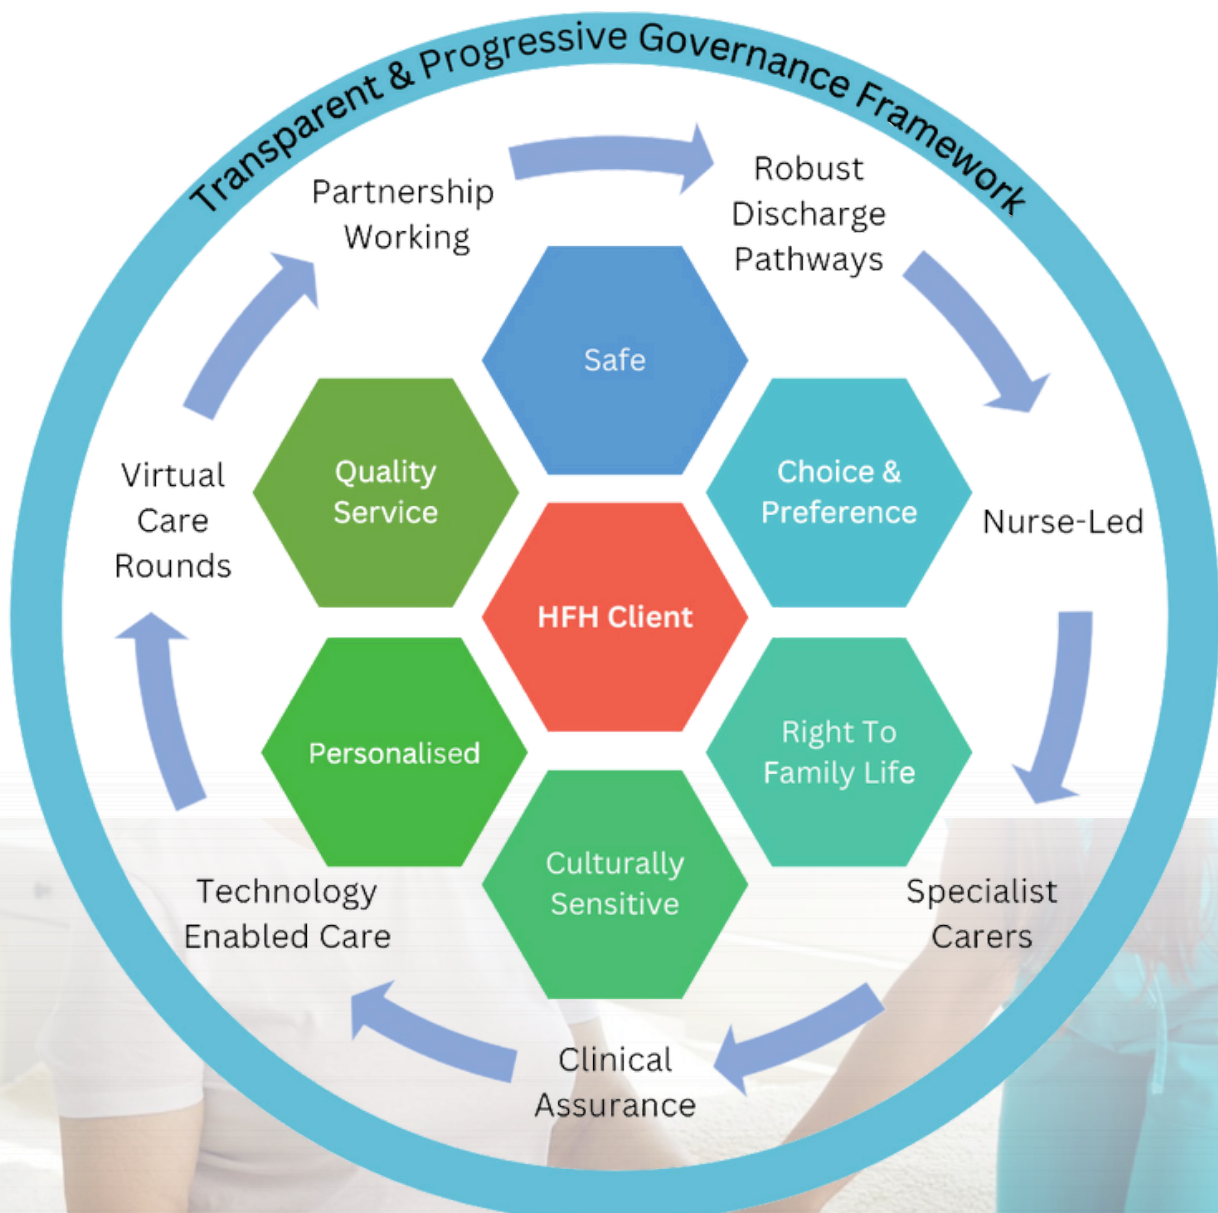 Transparent & Progressive Governance Framework
Partnership
Working
Robust
Discharge
Pathways
Nurse-Led
Specialist
Carers
Clinical
Assurance
Technology
Enabled Care
Virtual
Care
Rounds
Safe
Choice &
Preference
Right To
Family Life
Culturally
Sensitive
Personalised
Quality
Service
HFH Client